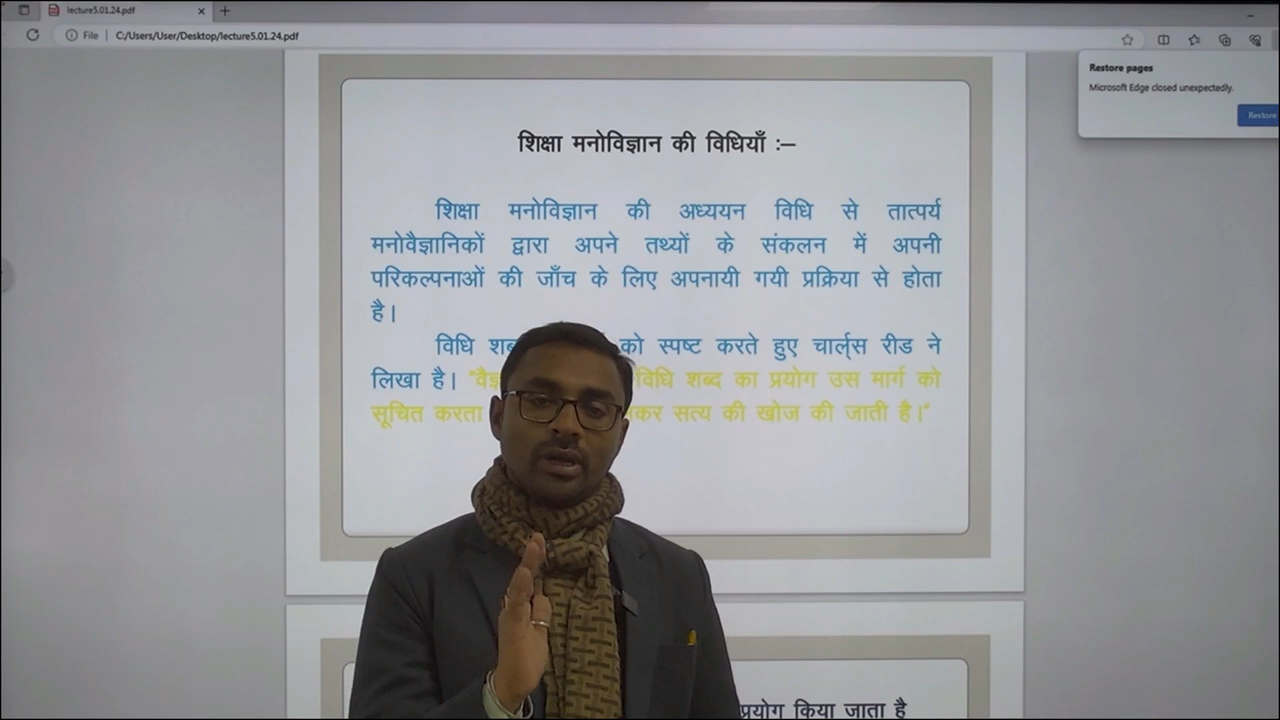 lecture5.01.24.pdf
File | C:/Users/User/Desktop/lecture5.01.24.pdf
Restore pages
Microsoft Edge closed unexpectedly.
Restore
शिक्षा मनोविज्ञान की विधियाँ :–
शिक्षा मनोविज्ञान की अध्ययन विधि से तात्पर्य
मनोवैज्ञानिकों द्वारा अपने तथ्यों के संकलन में अपनी
परिकल्पनाओं की जाँच के लिए अपनायी गयी प्रक्रिया से होता
है।
विधि को स्पष्ट करते हुए चार्ल्स रीड ने
लिखा है। विधि शब्द का प्रयोग उस मार्ग को
सूचित करता सत्य की खोज की जाती है।"
प्रयोग किया जाता है